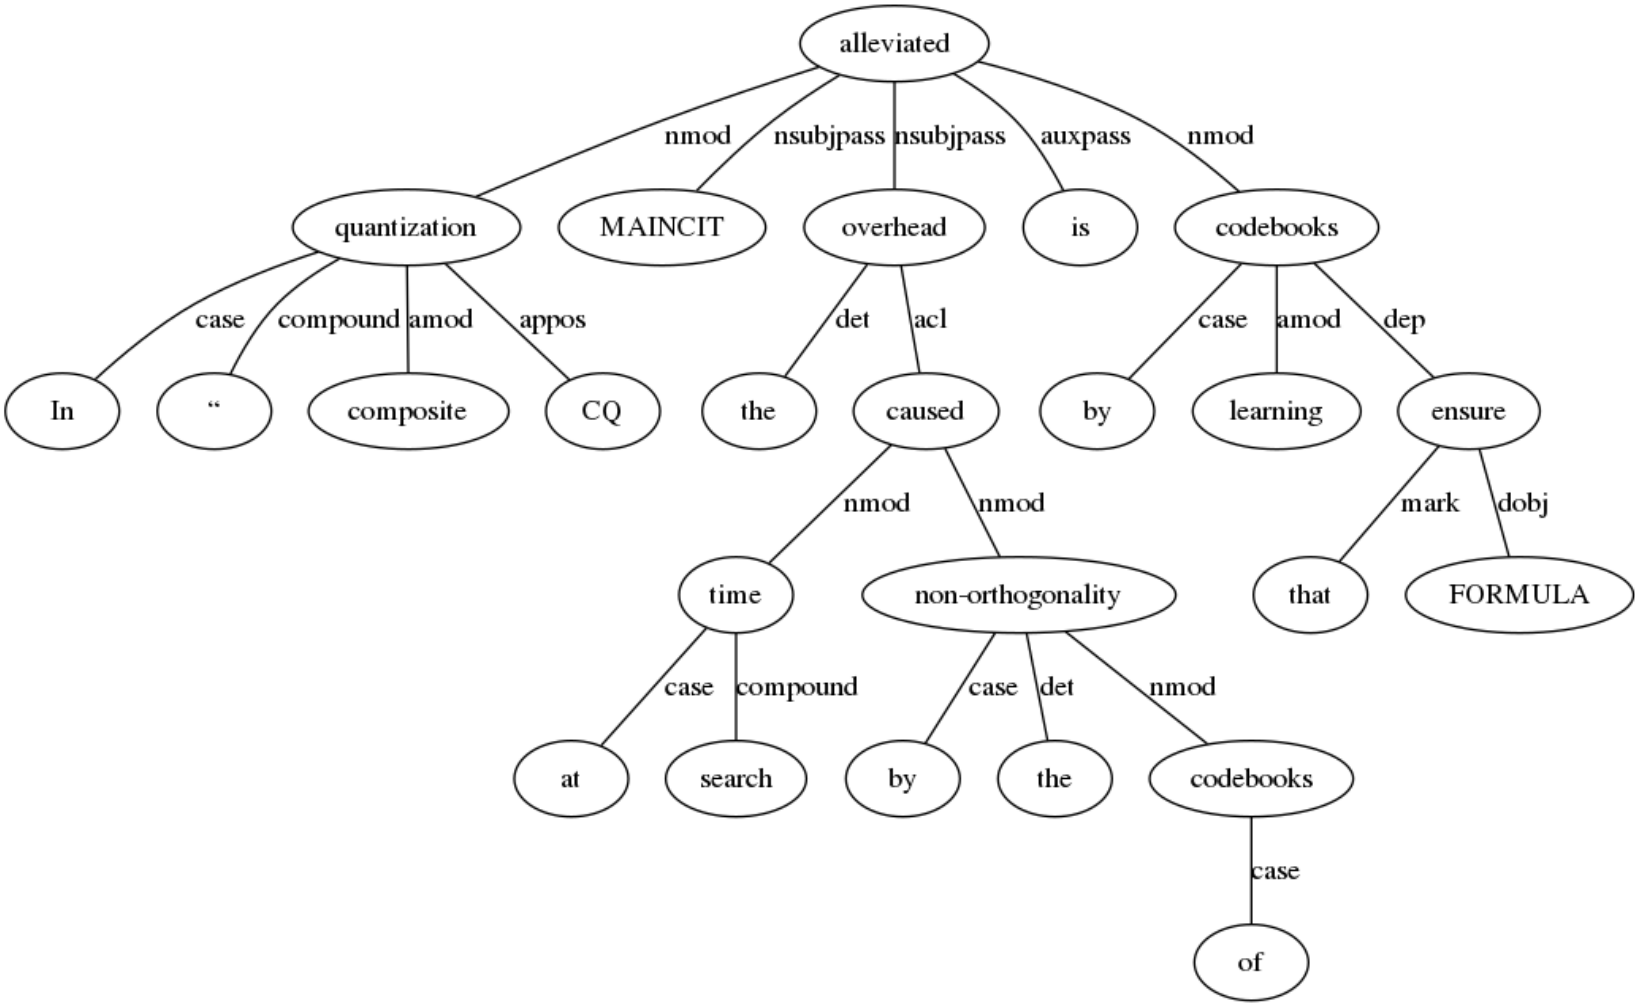 alleviated
nmod nsubjpass nsubjpass auxpass nmod
quantization MAINCIT overhead is codebooks
case compound amod appos det acl case amod dep
In “ composite CQ the caused by learning ensure
nmod nmod mark dobj
time non-orthogonality that FORMULA
case compound case det nmod
at search by the codebooks
case
of